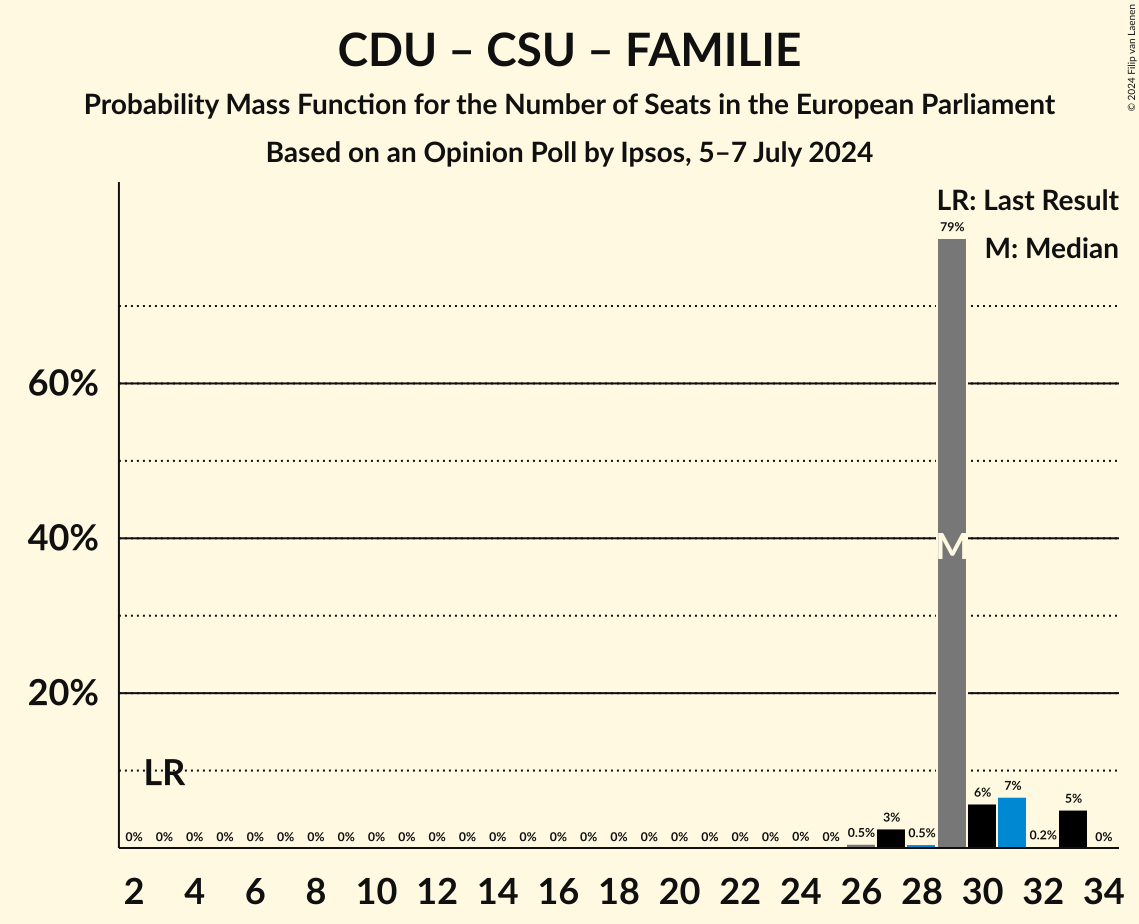 CDU – CSU – FAMILIE
Probability Mass Function for the Number of Seats in the European Parliament
Based on an Opinion Poll by Ipsos, 5–7 July 2024
© 2024 Filip van Laenen
LR: Last Result
M: Median
79%
60%
40%
M
20%
LR
0% 0% 0% 0% 0% 0% 0% 0% 0% 0% 0% 0% 0% 0% 0% 0% 0% 0% 0% 0% 0% 0% 0% 0% 0.5% 3% 0.5% 6% 7% 0.2% 5% 0%
2 4 6 8 10 12 14 16 18 20 22 24 26 28 30 32 34